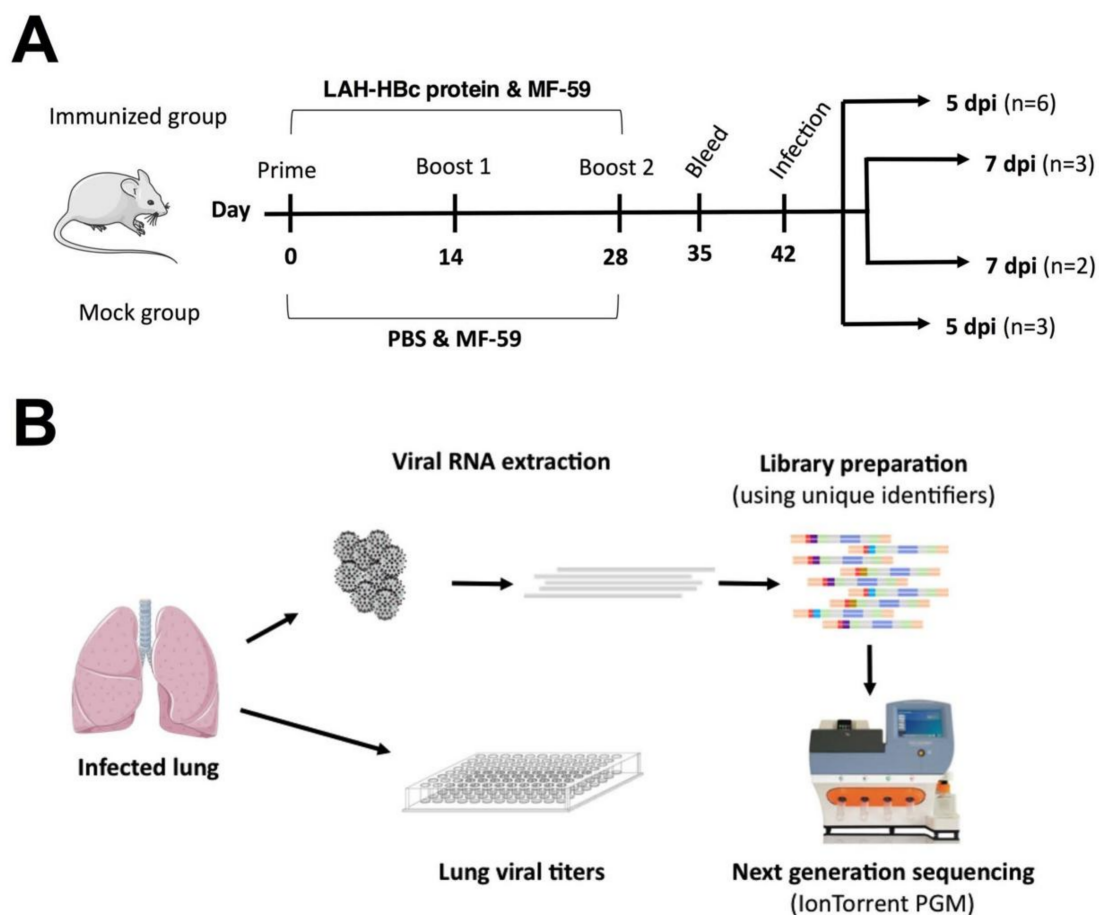 A
LAH-HBc protein & MF-59
Immunized group
Prime
Boost 1
Boost 2
Bleed
Infection
5 dpi (n=6)
7 dpi (n=3)
Day
0
14
28
35
42
7 dpi (n=2)
Mock group
PBS & MF-59
5 dpi (n=3)
B
Viral RNA extraction
Library preparation
(using unique identifiers)
Infected lung
Lung viral titers
Next generation sequencing
(IonTorrent PGM)